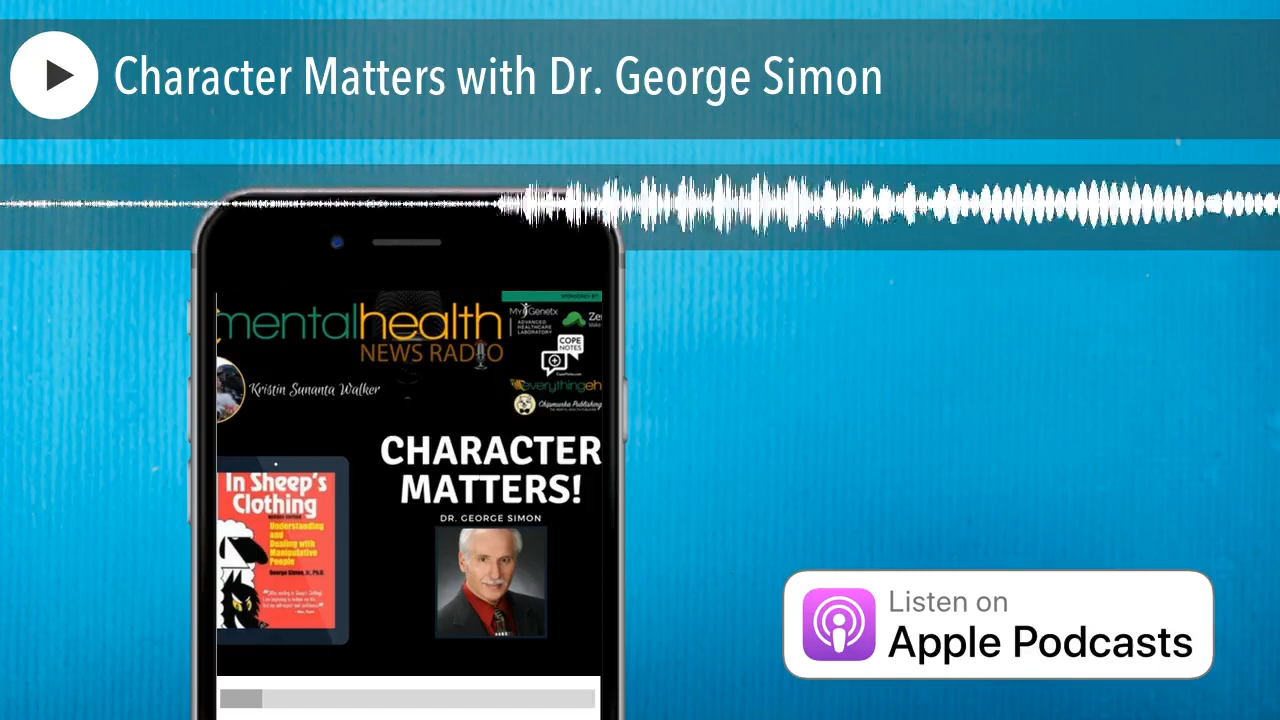 Character Matters with Dr. George Simon
SPONSORED BY
mentalhealth
NEWS RADIO
MY Genetx
ADVANCED
HEALTHCARE
LABORATORY
COPE
NOTES
Kristin Sunanta Walker
everythingeh
Chipmunka Publishing
CHARACTER
MATTERS!
DR. GEORGE SIMON
In Sheep's
Clothing
Understanding
and
Dealing with
Manipulative
People
George Simon, Jr., Ph.D.
Listen on
Apple Podcasts